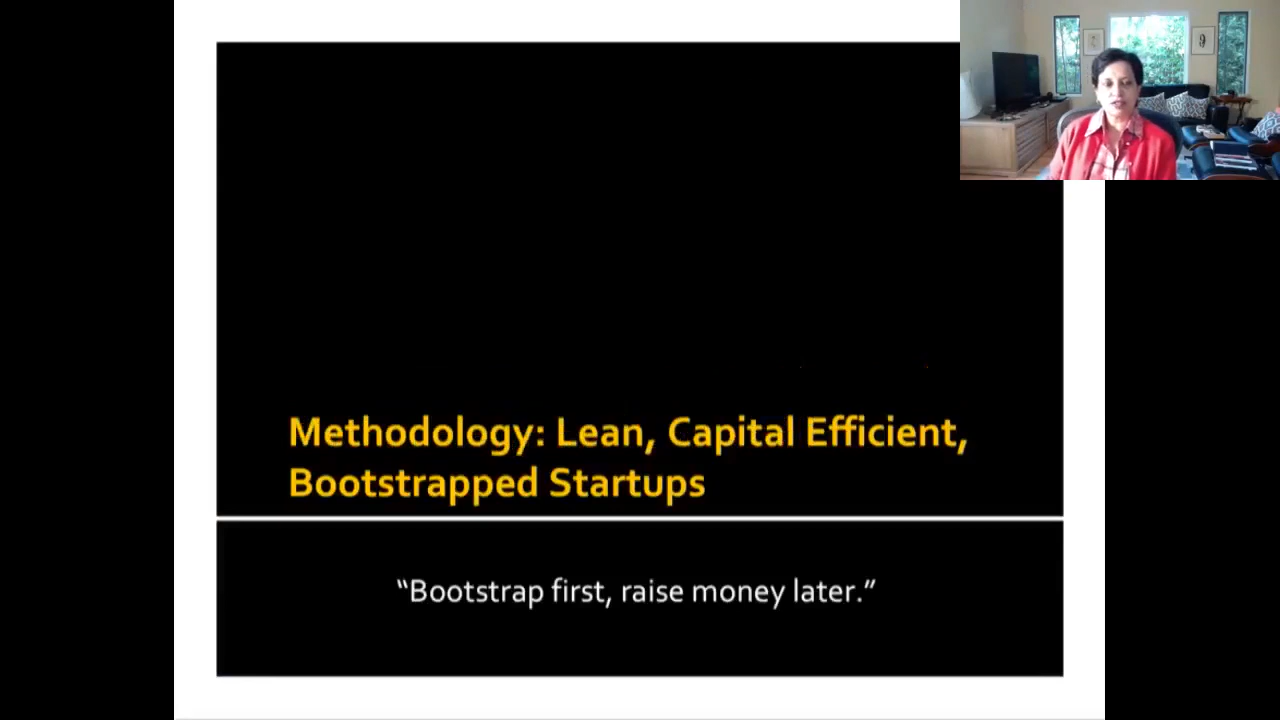 Methodology: Lean, Capital Efficient,
Bootstrapped Startups
“Bootstrap first, raise money later.”